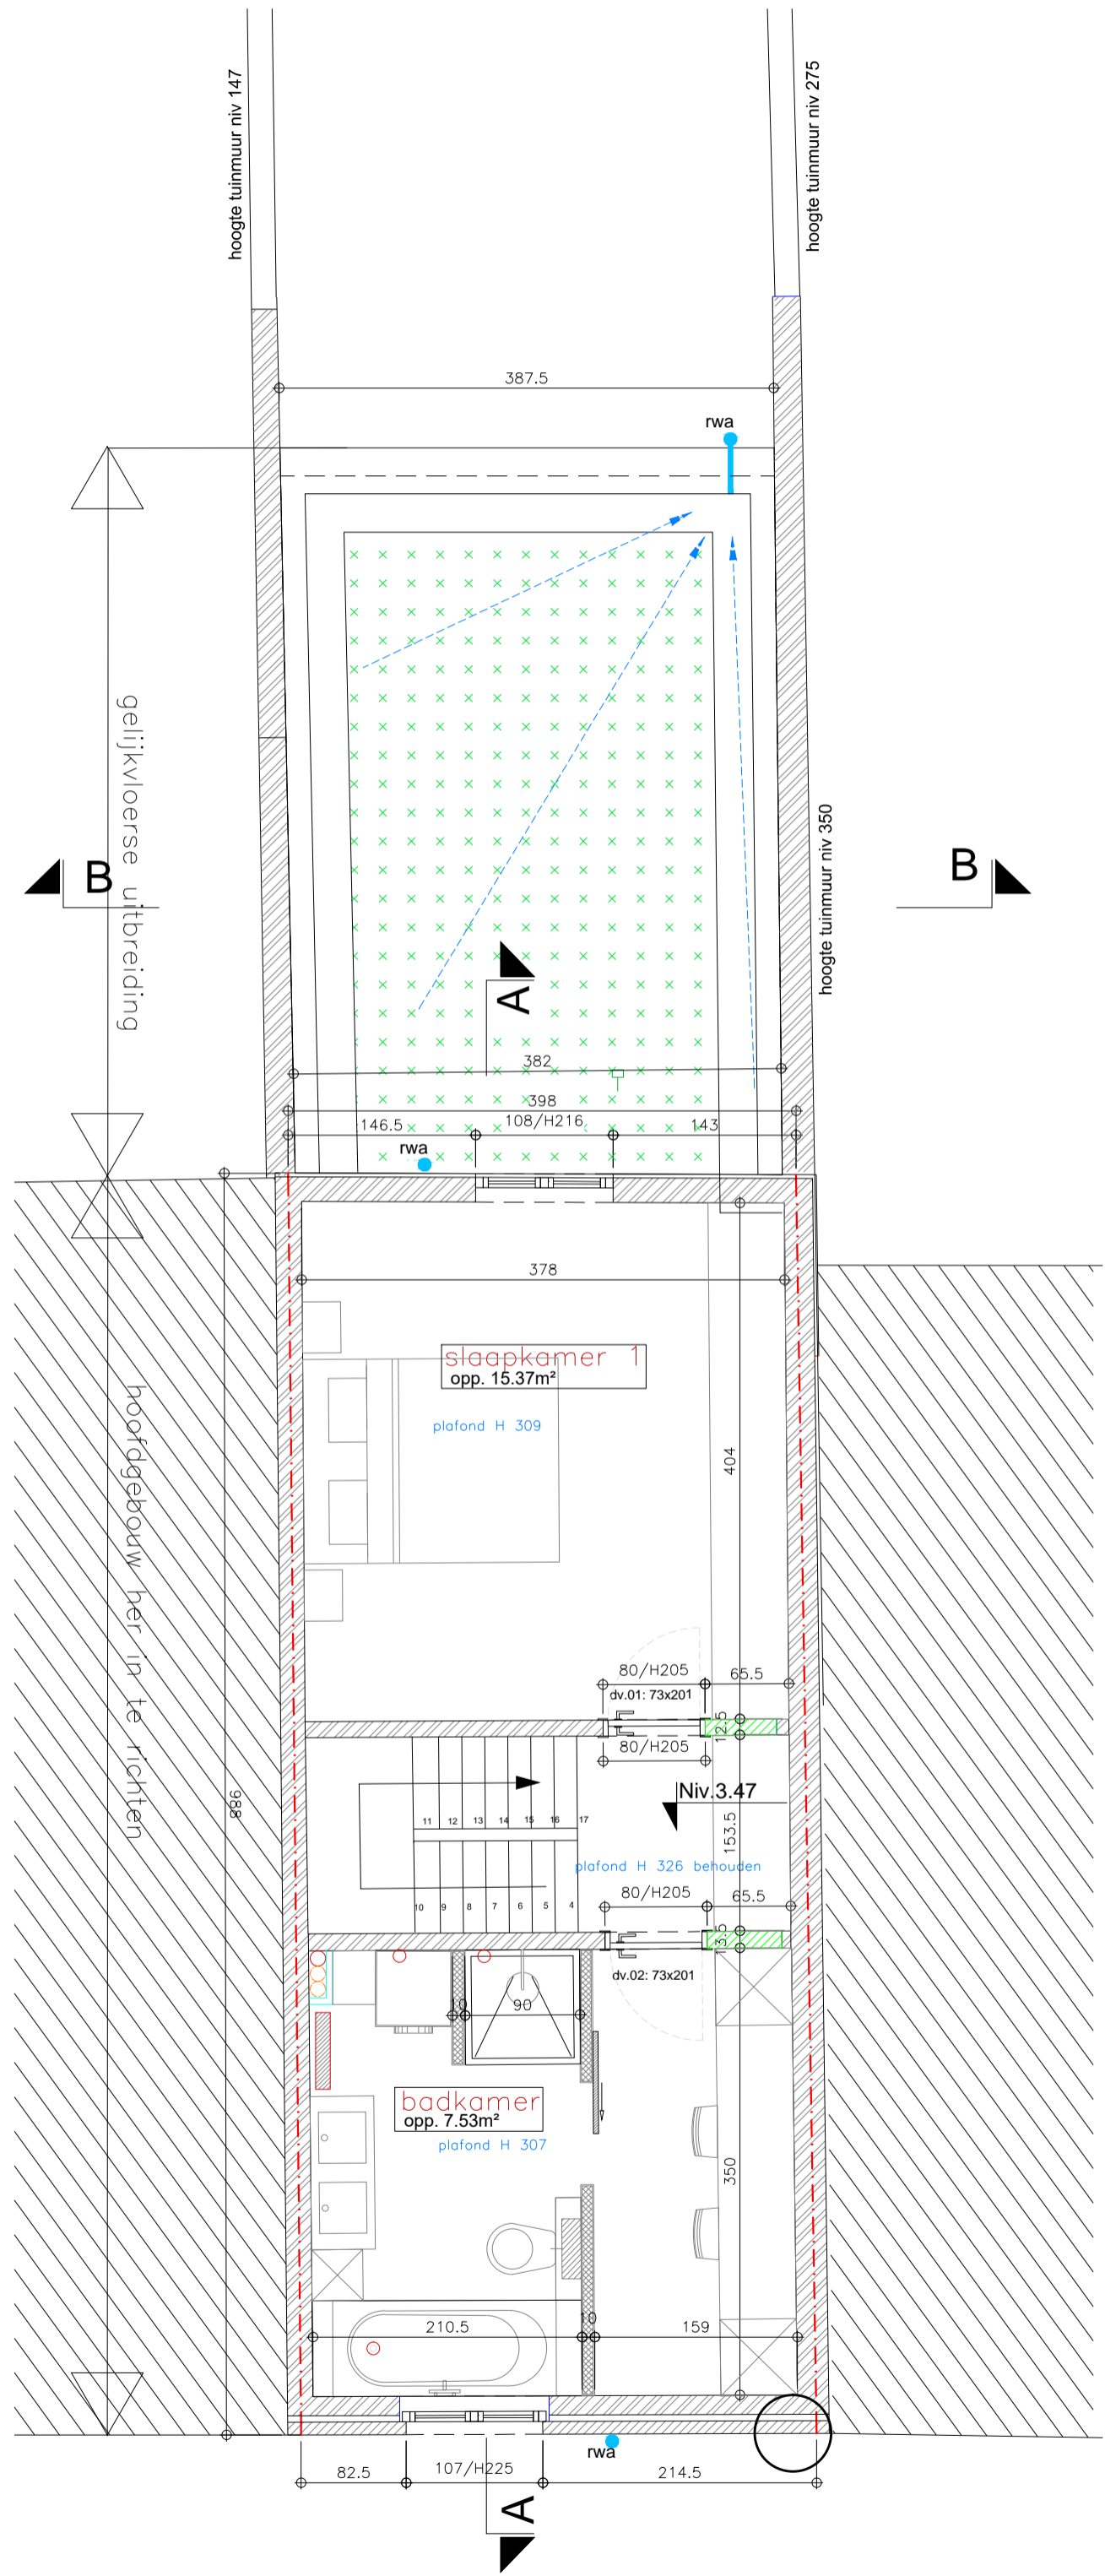 hoogte tuinmuur niv 147
hoogte tuinmuur niv 275
387.5
rwa
gelijkvloerse uitbreiding
hoogte tuinmuur niv 350
B
B
A
382
398
146.5
108/H216
143
rwa
378
slaapkamer 1
opp. 15.37m²
plafond H 309
404
hoofdgebouw her in te richten
988
80/H205
65.5
dv.01: 73x201
12.5
80/H205
Niv.3.47
11 12 13 14 15 16 17
153.5
plafond H 326 behouden
80/H205
65.5
10 9 8 7 6 5 4
13.5
dv.02: 73x201
10
90
badkamer
opp. 7.53m²
plafond H 307
350
210.5
10
159
rwa
82.5
107/H225
214.5
A